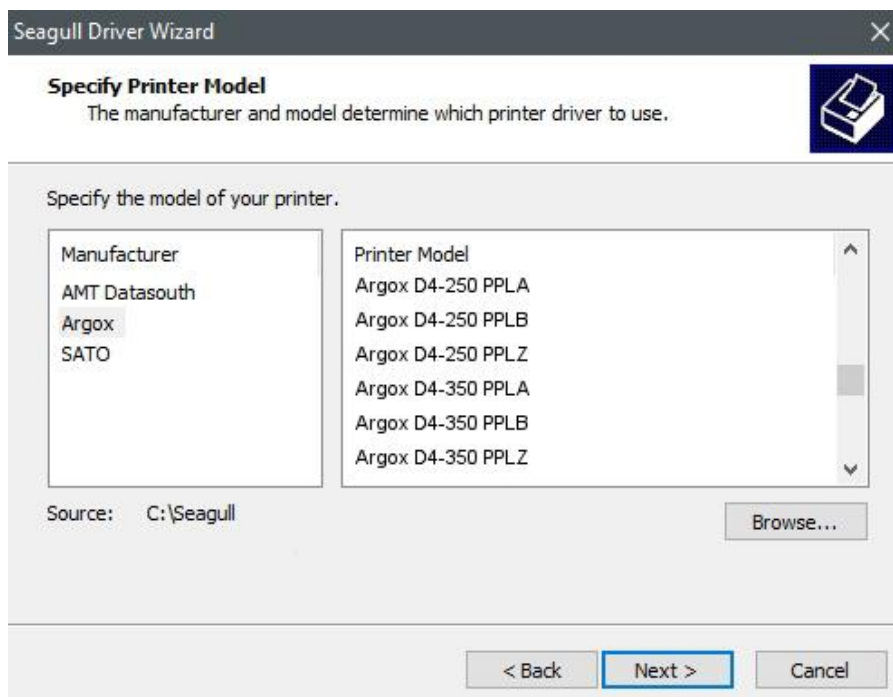 Seagull Driver Wizard
Specify Printer Model
The manufacturer and model determine which printer driver to use.
Specify the model of your printer.
Manufacturer
AMT Datasouth
Argox
SATO
Printer Model
Argox D4-250 PPLA
Argox D4-250 PPLB
Argox D4-250 PPLZ
Argox D4-350 PPLA
Argox D4-350 PPLB
Argox D4-350 PPLZ
Source: C:\Seagull
Browse...
< Back
Next >
Cancel